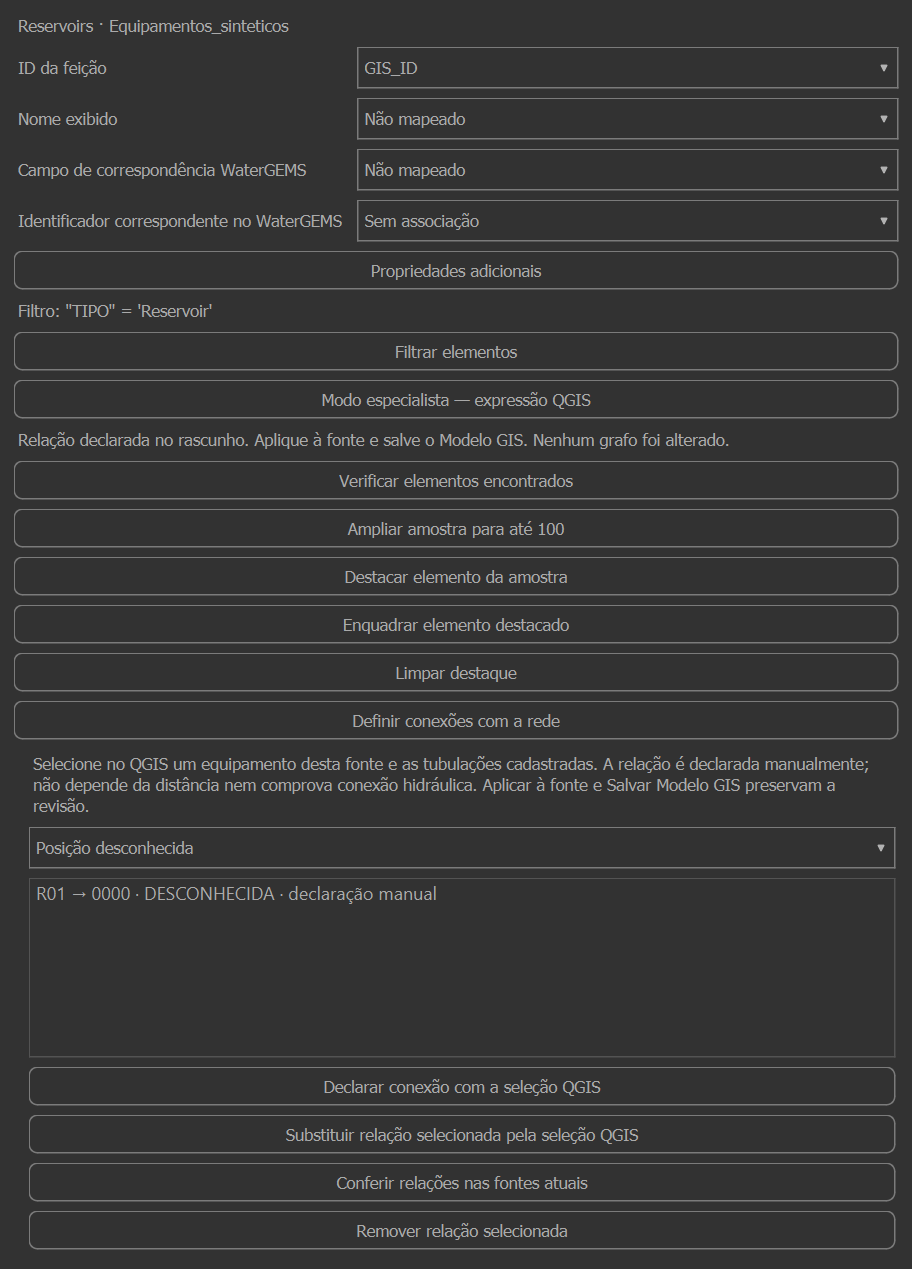 Reservoirs · Equipamentos_sinteticos
ID da feição
GIS_ID
Nome exibido
Não mapeado
Campo de correspondência WaterGEMS
Não mapeado
Identificador correspondente no WaterGEMS
Sem associação
Propriedades adicionais
Filtro: "TIPO" = 'Reservoir'
Filtrar elementos
Modo especialista — expressão QGIS
Relação declarada no rascunho. Aplique à fonte e salve o Modelo GIS. Nenhum grafo foi alterado.
Verificar elementos encontrados
Ampliar amostra para até 100
Destacar elemento da amostra
Enquadrar elemento destacado
Limpar destaque
Definir conexões com a rede
Selecione no QGIS um equipamento desta fonte e as tubulações cadastradas. A relação é declarada manualmente;
não depende da distância nem comprova conexão hidráulica. Aplicar à fonte e Salvar Modelo GIS preservam a
revisão.
Posição desconhecida
R01 → 0000 · DESCONHECIDA · declaração manual
Declarar conexão com a seleção QGIS
Substituir relação selecionada pela seleção QGIS
Conferir relações nas fontes atuais
Remover relação selecionada